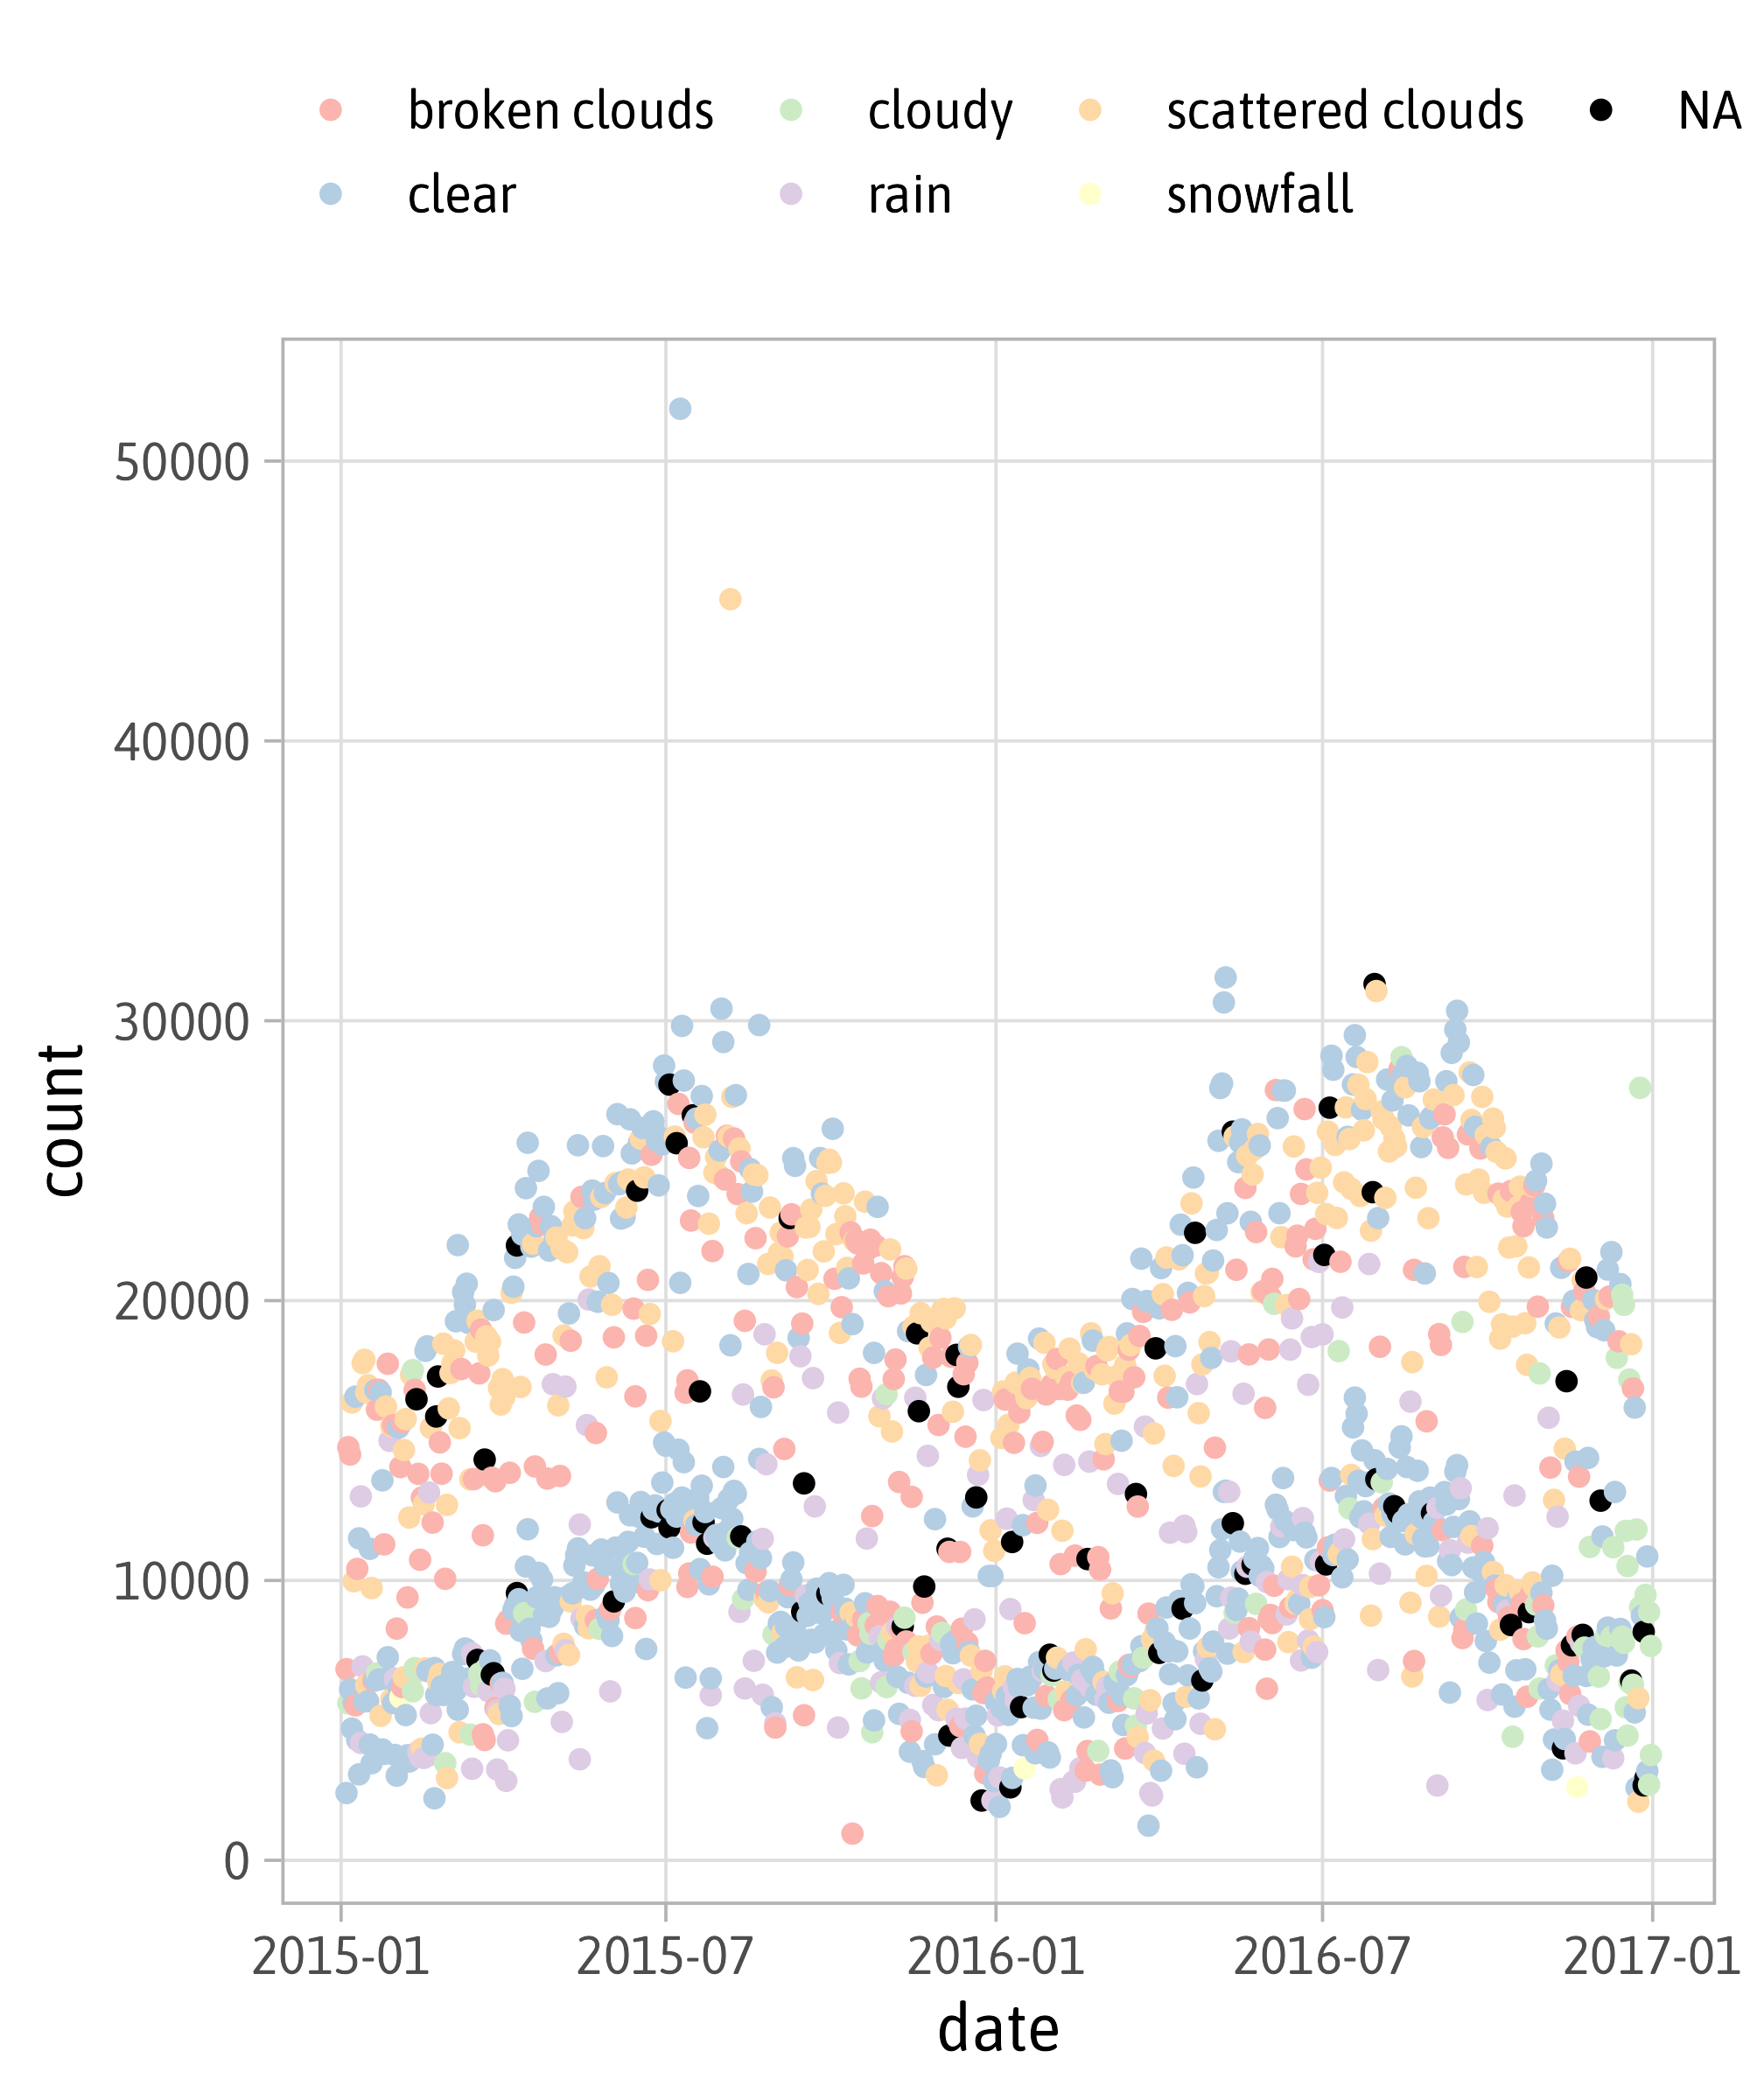 broken clouds cloudy scattered clouds NA
clear rain snowfall
50000
40000
30000
20000
10000
0
count
2015-01 2015-07 2016-01 2016-07 2017-01
date